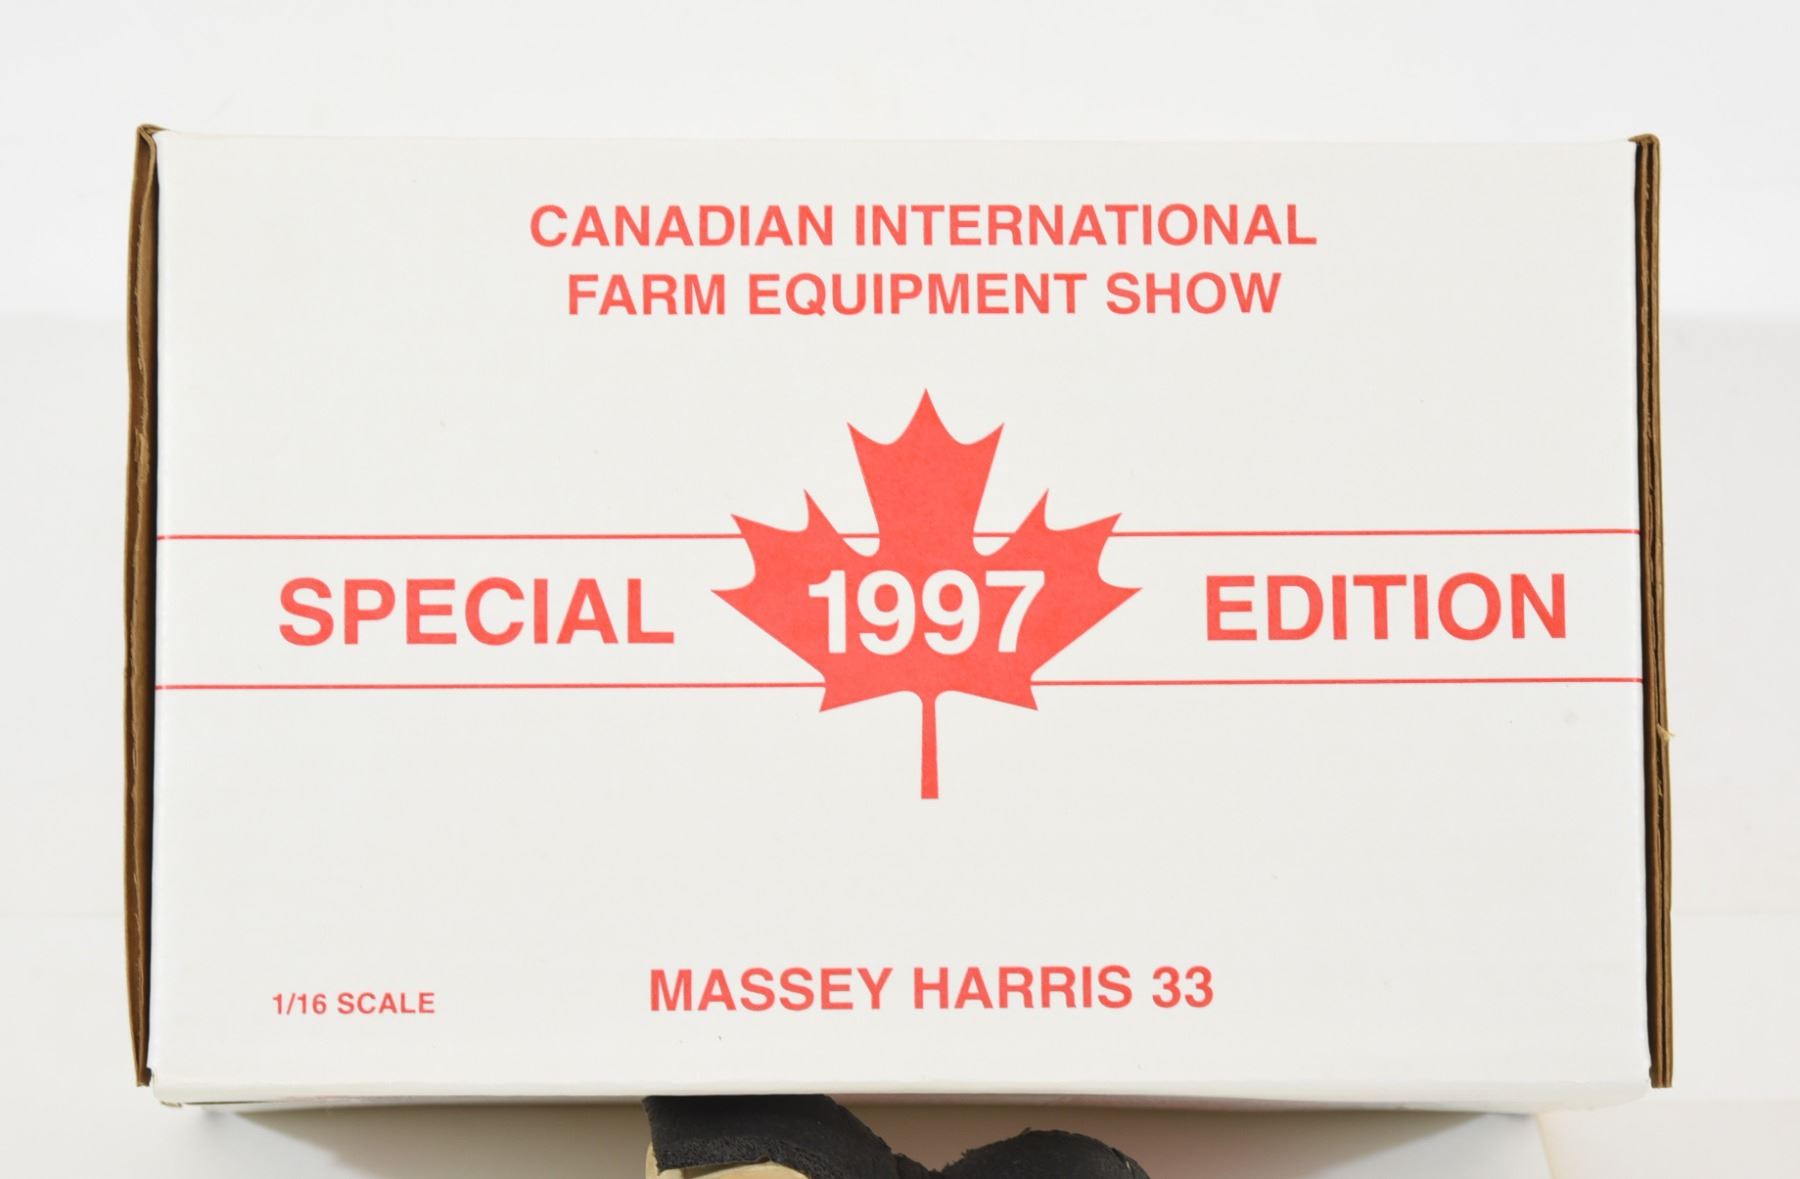 CANADIAN INTERNATIONAL
FARM EQUIPMENT SHOW
SPECIAL 1997 EDITION
1/16 SCALE MASSEY HARRIS 33